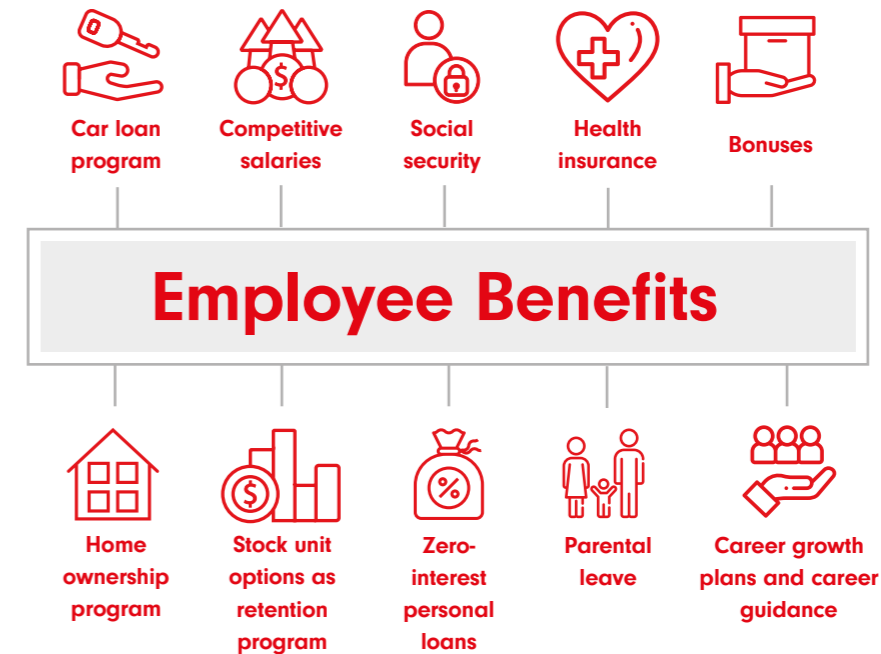 Car loan
program
Competitive
salaries
Social
security
Health
insurance
Bonuses
$
Employee Benefits
$
%
Home
ownership
program
Stock unit
options as
retention
program
Zero-
interest
personal
loans
Parental
leave
Career growth
plans and career
guidance